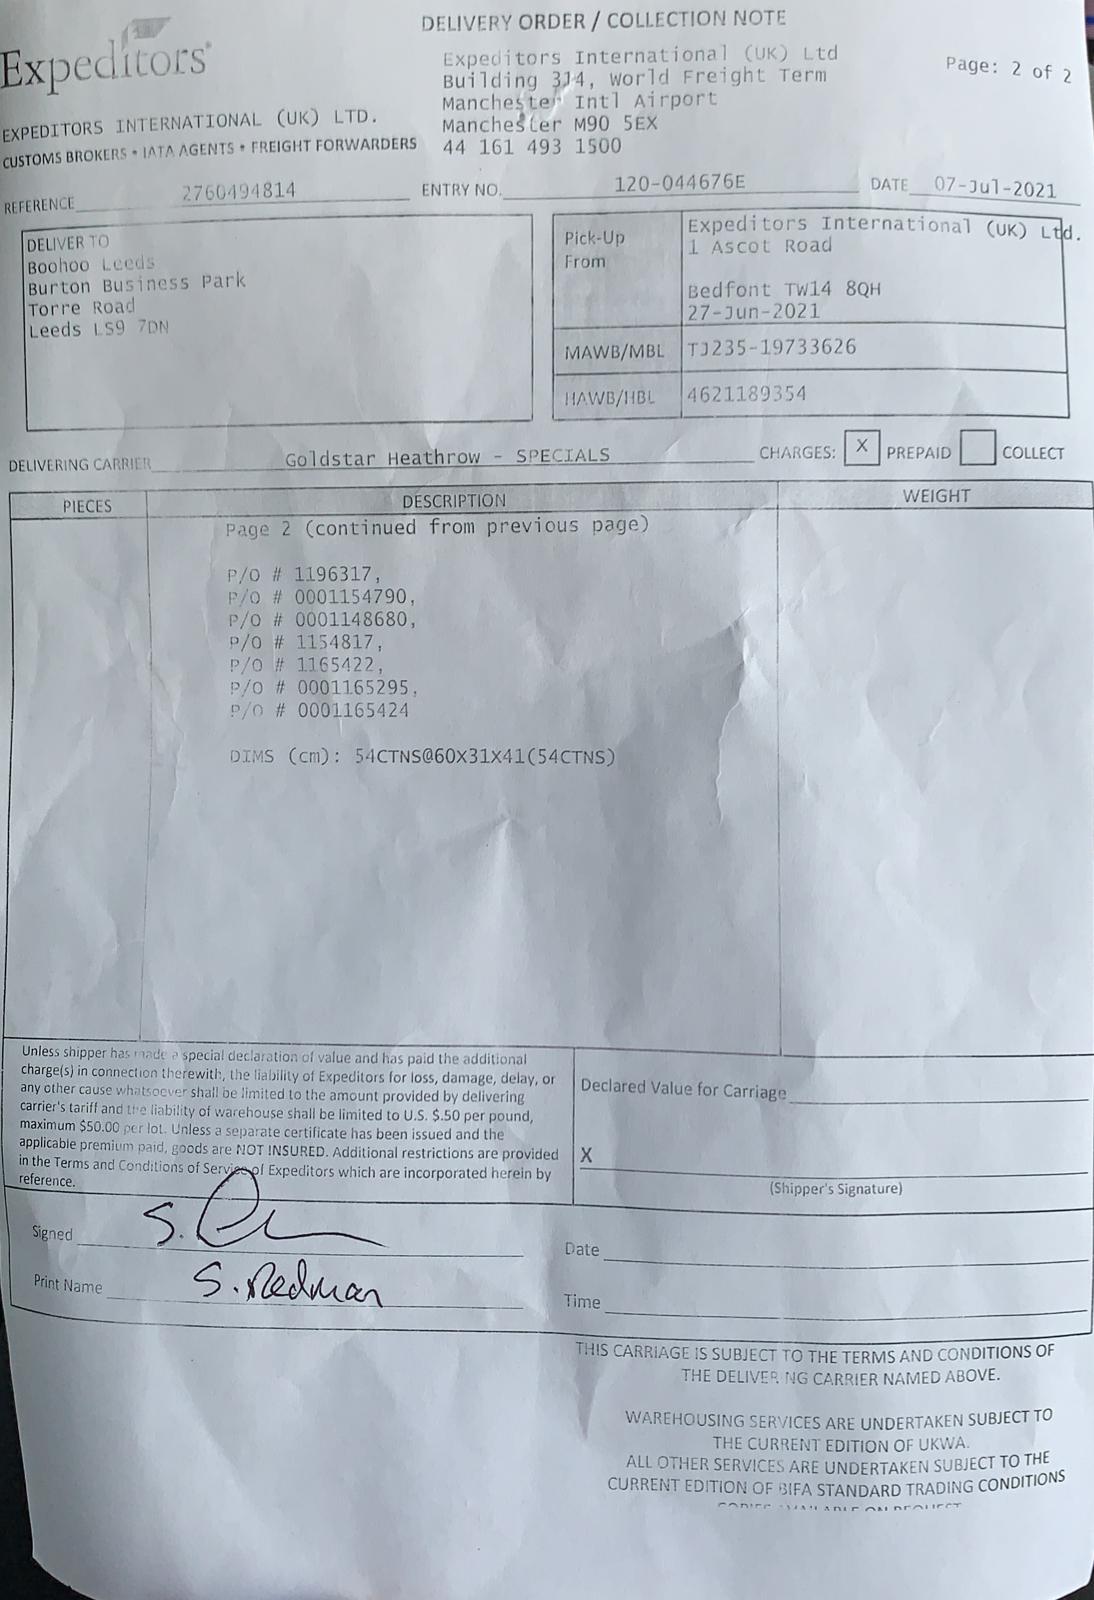 DELIVERY ORDER / COLLECTION NOTE
Expeditors
Expeditors International (UK) Ltd
Building 314, World Freight Term
Manchester Intl Airport
Manchester M90 5EX
44 161 493 1500
Page: 2 of 2
EXPEDITORS INTERNATIONAL (UK) LTD.
CUSTOMS BROKERS • IATA AGENTS • FREIGHT FORWARDERS
REFERENCE 2760494814 ENTRY NO. 120-044676E DATE 07-Jul-2021
DELIVER TO
Boohoo Leeds
Burton Business Park
Torre Road
Leeds LS9 7DN
Pick-Up From
Expeditors International (UK) Ltd.
1 Ascot Road
Bedfont TW14 8QH
27-Jun-2021
MAWB/MBL TJ235-19733626
HAWB/HBL 4621189354
DELIVERING CARRIER Goldstar Heathrow - SPECIALS CHARGES: X PREPAID COLLECT
PIECES DESCRIPTION WEIGHT
Page 2 (continued from previous page)
P/O # 1196317,
P/O # 0001154790,
P/O # 0001148680,
P/O # 1154817,
P/O # 1165422,
P/O # 0001165295,
P/O # 0001165424
DIMS (cm): 54CTNS@60X31X41(54CTNS)
Unless shipper has made a special declaration of value and has paid the additional
charge(s) in connection therewith, the liability of Expeditors for loss, damage, delay, or
any other cause whatsoever shall be limited to the amount provided by delivering
carrier's tariff and the liability of warehouse shall be limited to U.S. $.50 per pound,
maximum $50.00 per lot. Unless a separate certificate has been issued and the
applicable premium paid, goods are NOT INSURED. Additional restrictions are provided
in the Terms and Conditions of Service of Expeditors which are incorporated herein by
reference.
Declared Value for Carriage
X
(Shipper's Signature)
Signed S.
Print Name S. Redman
Date
Time
THIS CARRIAGE IS SUBJECT TO THE TERMS AND CONDITIONS OF
THE DELIVERING CARRIER NAMED ABOVE.
WAREHOUSING SERVICES ARE UNDERTAKEN SUBJECT TO
THE CURRENT EDITION OF UKWA.
ALL OTHER SERVICES ARE UNDERTAKEN SUBJECT TO THE
CURRENT EDITION OF BIFA STANDARD TRADING CONDITIONS
COPIES AVAILABLE ON REQUEST